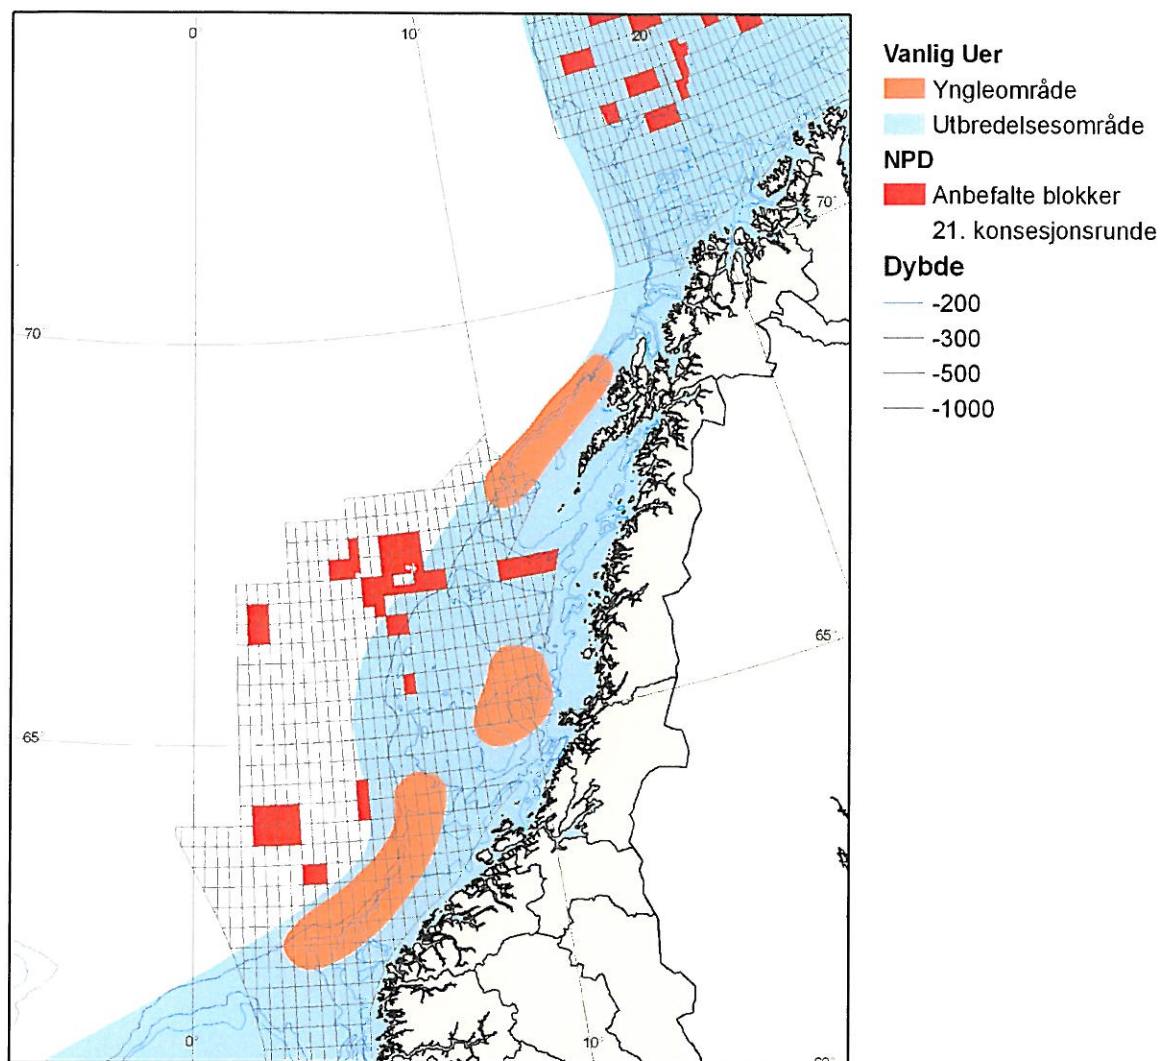 0°
10°
20°
70°
70°
65°
65°
0°
10°
Vanlig Uer
Yngleområde
Utbredelsesområde
NPD
Anbefalte blokker
21. konsesjonsrunde
Dybde
-200
-300
-500
-1000